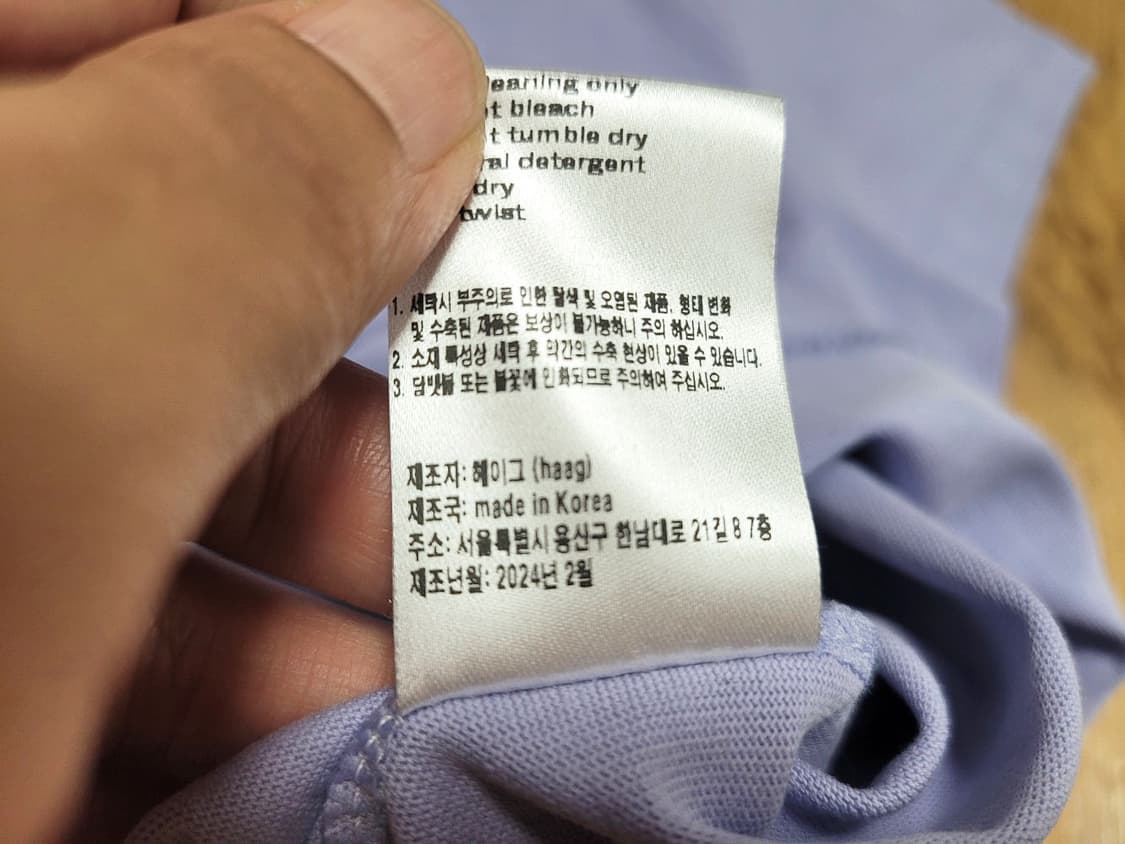 eaning only
t bleach
t tumble dry
ral detergent
dry
twist
1. 세탁시 부주의로 인한 탈색 및 오염된 제품, 형태 변화
및 수축된 제품은 보상이 불가능하니 주의 하십시오.
2. 소재 특성상 세탁 후 약간의 수축 현상이 있을 수 있습니다.
3. 담뱃불 또는 불꽃에 인화되므로 주의하여 주십시오.
제조자: 헤이그 (haag)
제조국: made in Korea
주소: 서울특별시 용산구 한남대로 21길 8 7층
제조년월: 2024년 2월